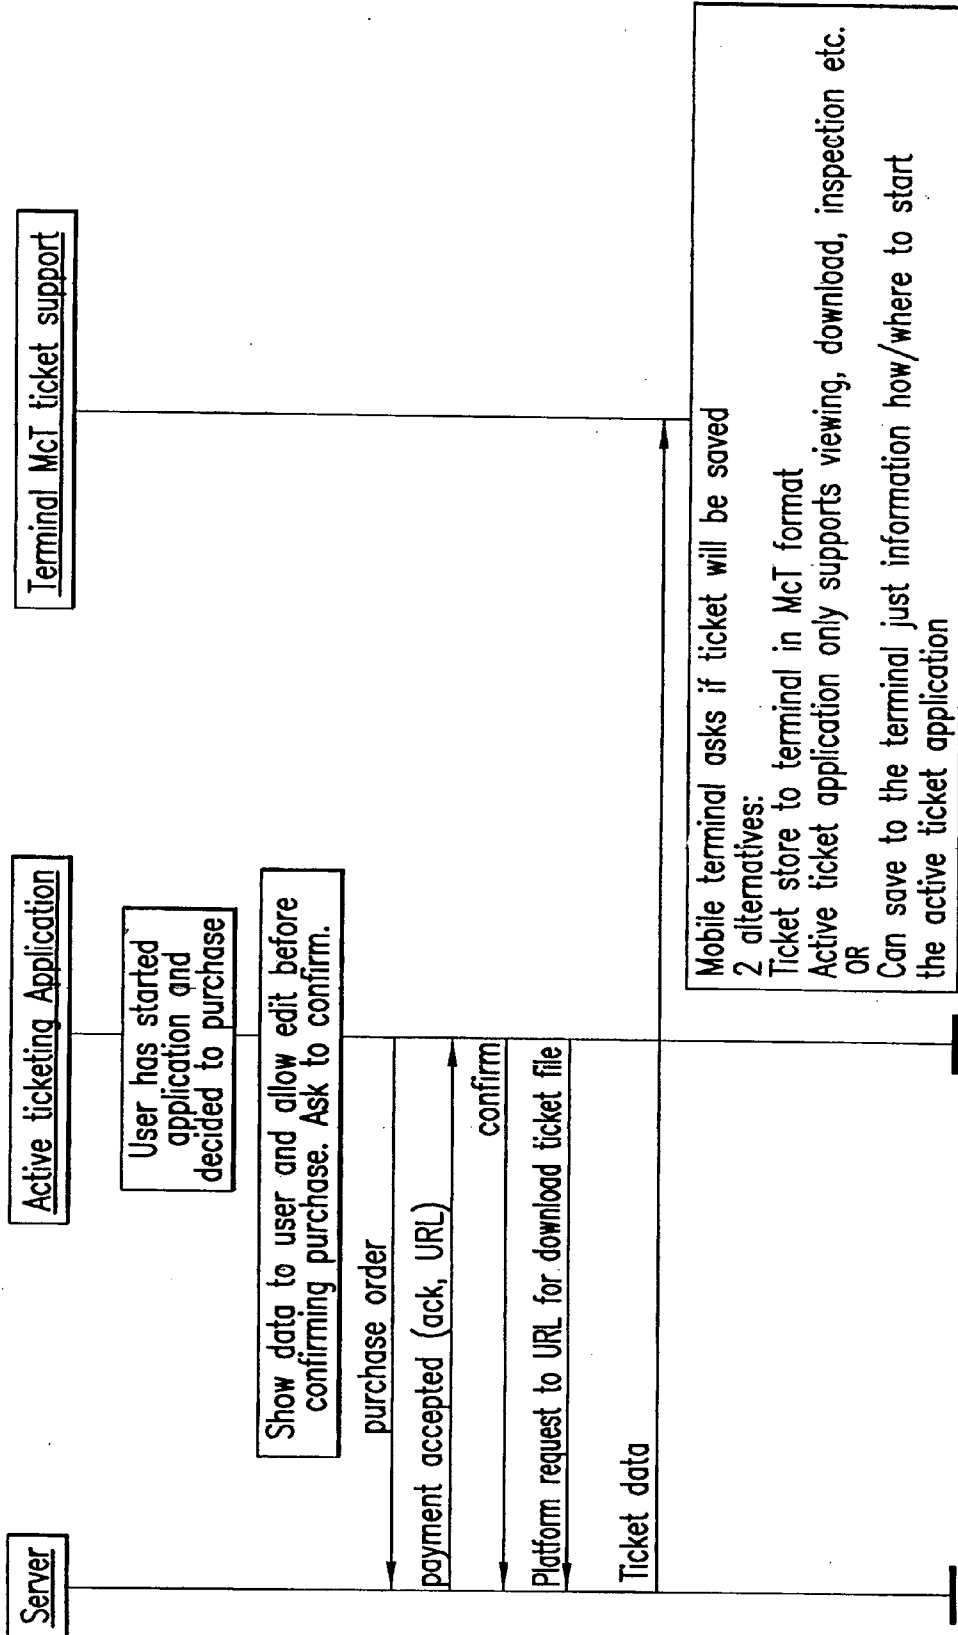 Server
Active ticketing Application
Terminal McT ticket support
User has started
application and
decided to purchase
Show data to user and allow edit before
confirming purchase. Ask to confirm.
purchase order
payment accepted (ack, URL)
confirm
Platform request to URL for download ticket file
Ticket data
Mobile terminal asks if ticket will be saved
2 alternatives:
Ticket store to terminal in McT format
Active ticket application only supports viewing, download, inspection etc.
OR
Can save to the terminal just information how/where to start
the active ticket application